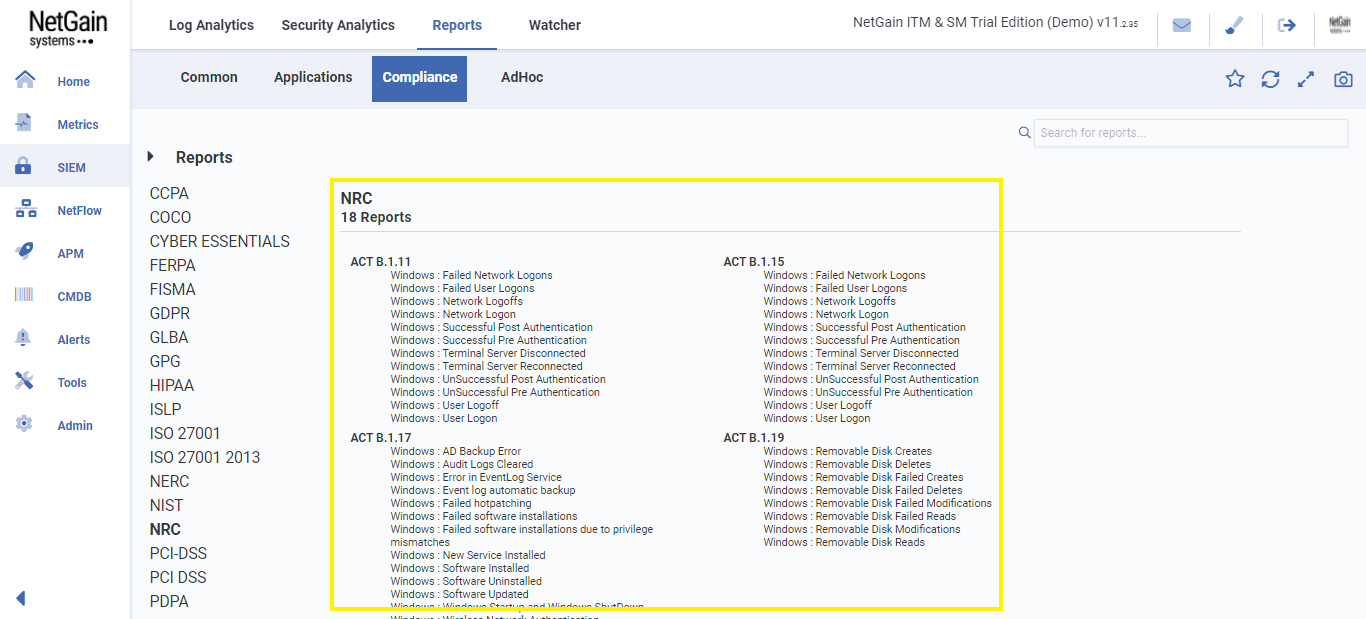 NetGain
systems
Log Analytics
Security Analytics
Reports
Watcher
NetGain ITM & SM Trial Edition (Demo) v11.2.35
NetGain
systems
Home
Metrics
SIEM
NetFlow
APM
CMDB
Alerts
Tools
Admin
Common
Applications
Compliance
AdHoc
Search for reports...
Reports
CCPA
COCO
CYBER ESSENTIALS
FERPA
FISMA
GDPR
GLBA
GPG
HIPAA
ISLP
ISO 27001
ISO 27001 2013
NERC
NIST
NRC
PCI-DSS
PCI DSS
PDPA
NRC
18 Reports
ACT B.1.11
Windows : Failed Network Logons
Windows : Failed User Logons
Windows : Network Logoffs
Windows : Network Logon
Windows : Successful Post Authentication
Windows : Successful Pre Authentication
Windows : Terminal Server Disconnected
Windows : Terminal Server Reconnected
Windows : UnSuccessful Post Authentication
Windows : UnSuccessful Pre Authentication
Windows : User Logoff
Windows : User Logon
ACT B.1.15
Windows : Failed Network Logons
Windows : Failed User Logons
Windows : Network Logoffs
Windows : Network Logon
Windows : Successful Post Authentication
Windows : Successful Pre Authentication
Windows : Terminal Server Disconnected
Windows : Terminal Server Reconnected
Windows : UnSuccessful Post Authentication
Windows : UnSuccessful Pre Authentication
Windows : User Logoff
Windows : User Logon
ACT B.1.17
Windows : AD Backup Error
Windows : Audit Logs Cleared
Windows : Error in EventLog Service
Windows : Event log automatic backup
Windows : Failed hotpatching
Windows : Failed software installations
Windows : Failed software installations due to privilege
mismatches
Windows : New Service Installed
Windows : Software Installed
Windows : Software Uninstalled
Windows : Software Updated
Windows : Windows Startup and Windows ShutDown
Windows : Wireless Network Authentication
ACT B.1.19
Windows : Removable Disk Creates
Windows : Removable Disk Deletes
Windows : Removable Disk Failed Creates
Windows : Removable Disk Failed Deletes
Windows : Removable Disk Failed Modifications
Windows : Removable Disk Failed Reads
Windows : Removable Disk Modifications
Windows : Removable Disk Reads